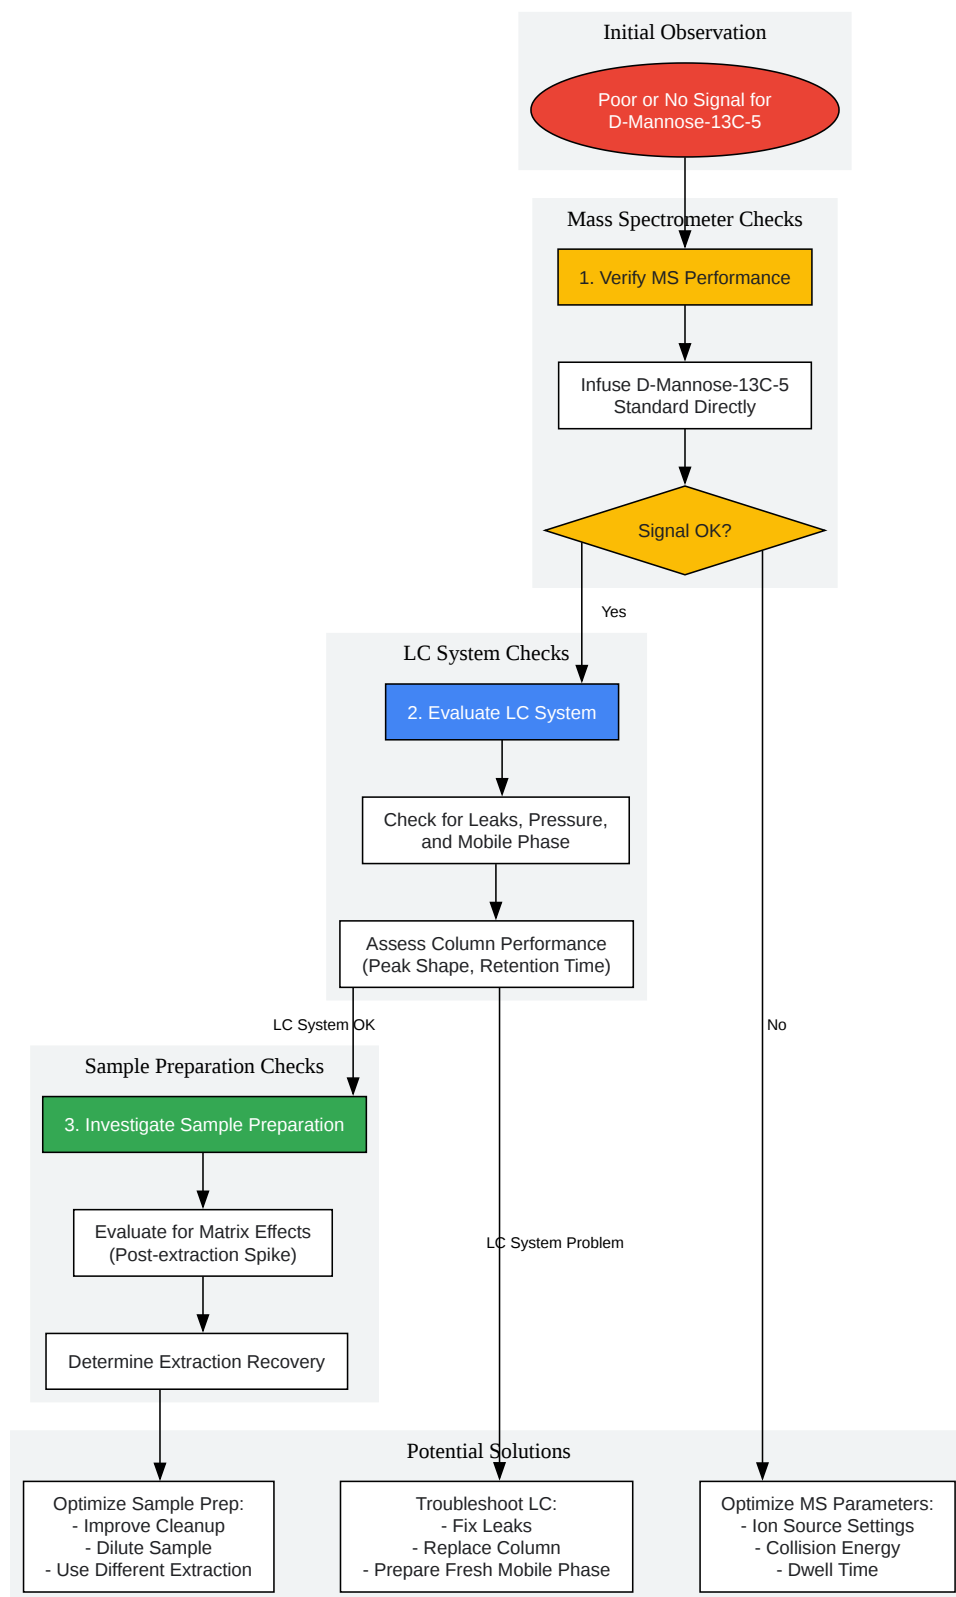 Initial Observation
Poor or No Signal for
D-Mannose-13C-5
Mass Spectrometer Checks
1. Verify MS Performance
Infuse D-Mannose-13C-5
Standard Directly
Signal OK?
Yes
LC System Checks
2. Evaluate LC System
Check for Leaks, Pressure,
and Mobile Phase
Assess Column Performance
(Peak Shape, Retention Time)
LC System OK
No
Sample Preparation Checks
3. Investigate Sample Preparation
Evaluate for Matrix Effects
(Post-extraction Spike)
LC System Problem
Determine Extraction Recovery
Potential Solutions
Optimize Sample Prep:
- Improve Cleanup
- Dilute Sample
- Use Different Extraction
Troubleshoot LC:
- Fix Leaks
- Replace Column
- Prepare Fresh Mobile Phase
Optimize MS Parameters:
- Ion Source Settings
- Collision Energy
- Dwell Time